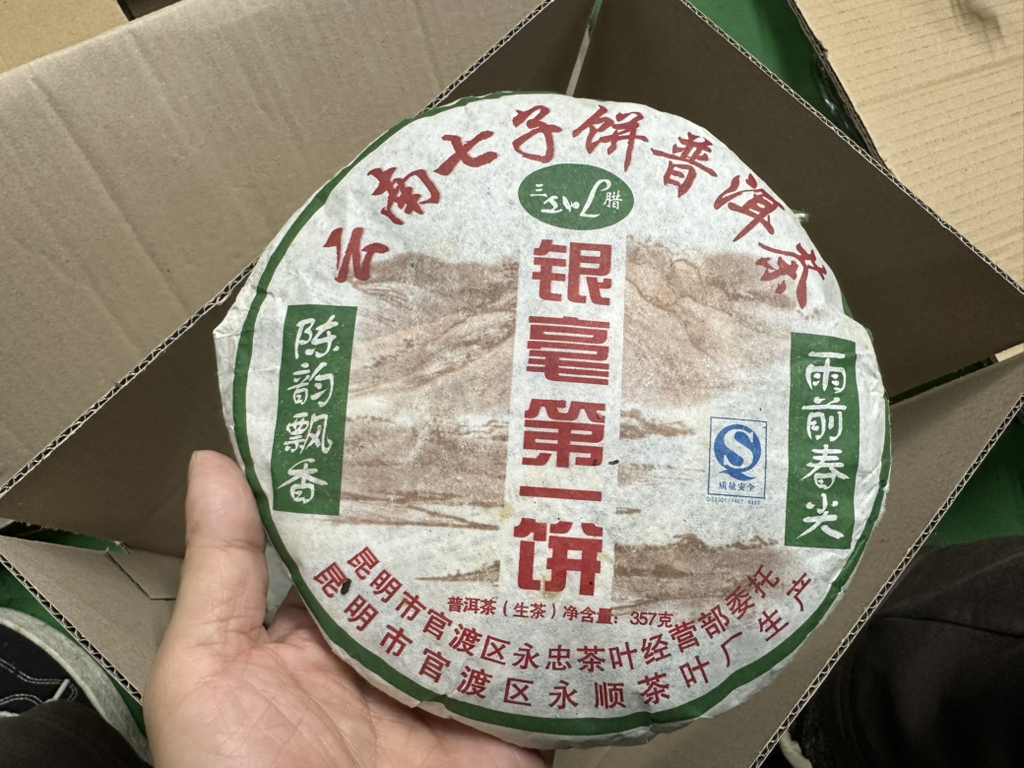 云南七子饼普洱茶
银毫第一饼
陈韵飘香
雨前春尖
质量安全
普洱茶（生茶）净含量：357克
昆明市官渡区永忠茶叶经营部委托
昆明市官渡区永顺茶叶厂生产